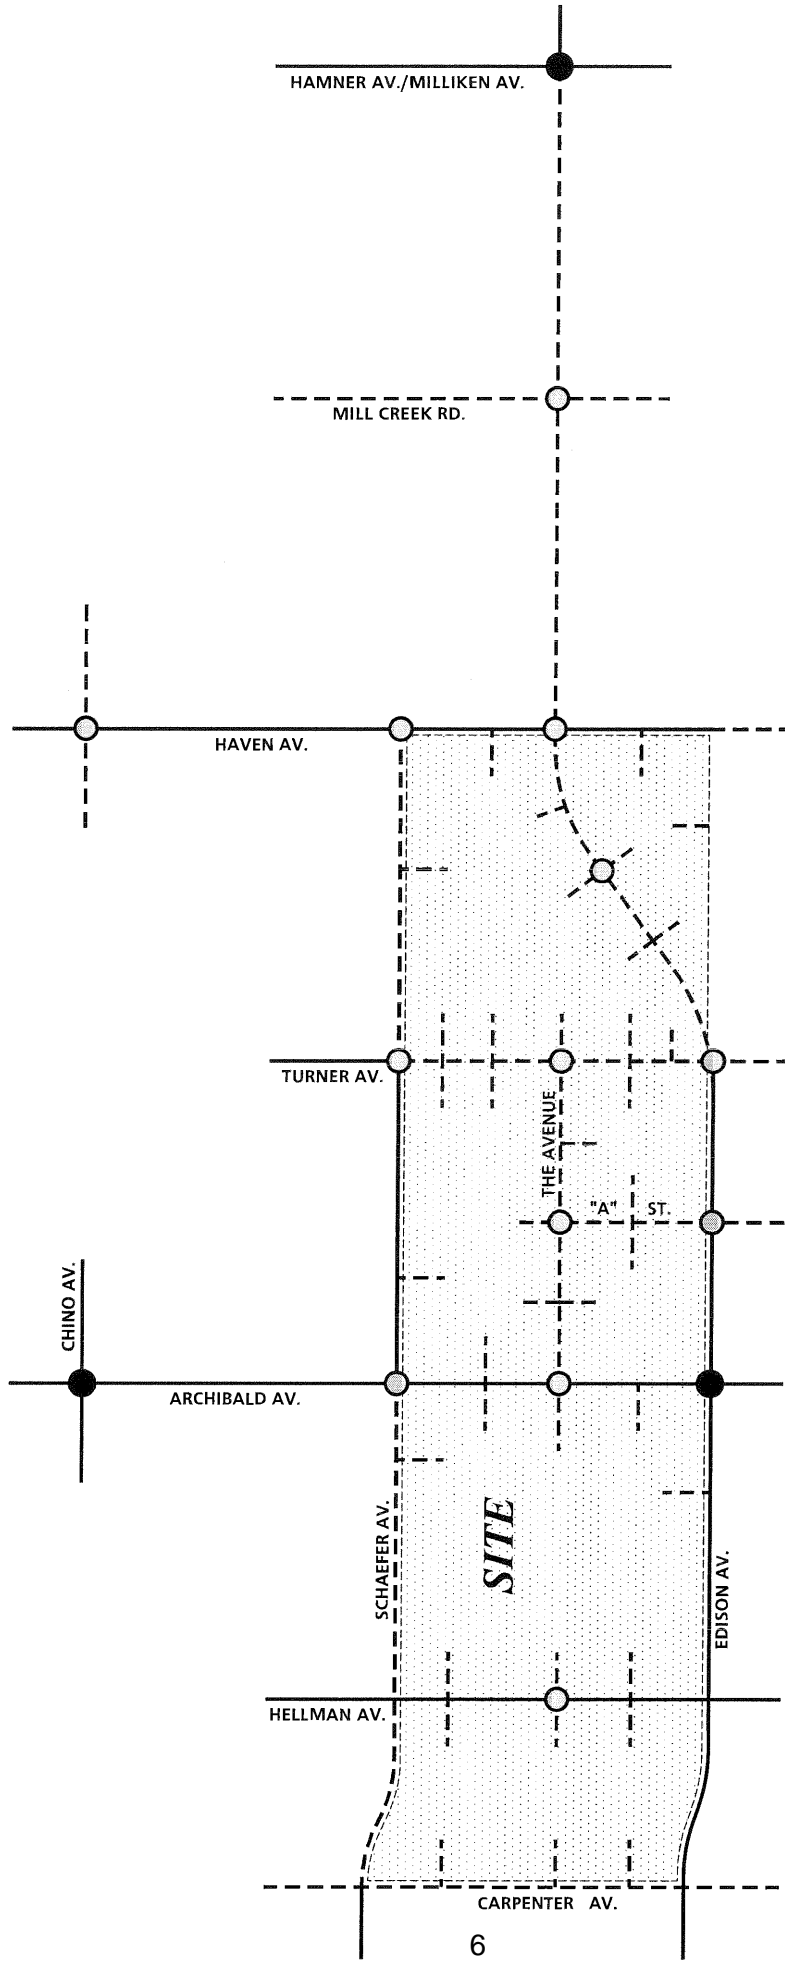 HAMNER AV./MILLIKEN AV.
MILL CREEK RD.
HAVEN AV.
TURNER AV.
THE AVENUE
"A" ST.
CHINO AV.
ARCHIBALD AV.
SCHAEFER AV.
SITE
EDISON AV.
HELLMAN AV.
CARPENTER AV.
6